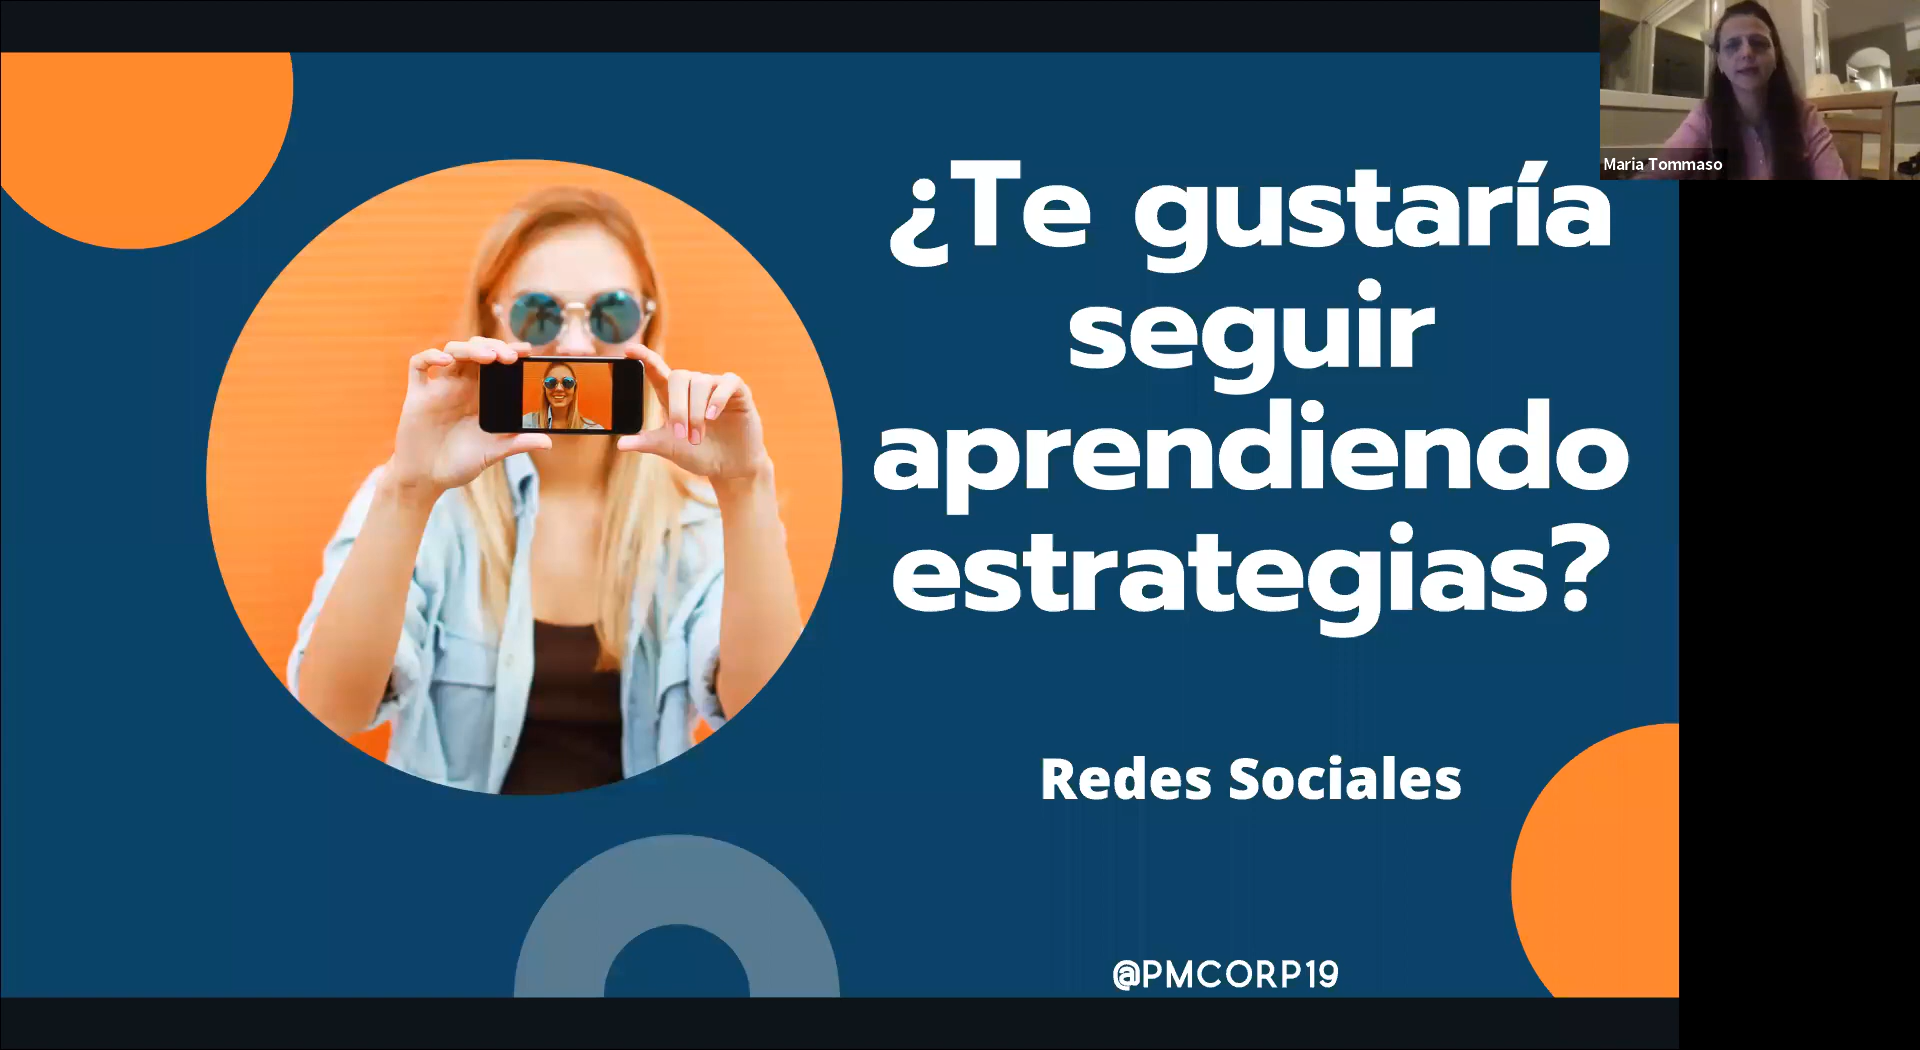 Maria Tommaso
¿Te gustaría
seguir
aprendiendo
estrategias?
Redes Sociales
@PMCORP19